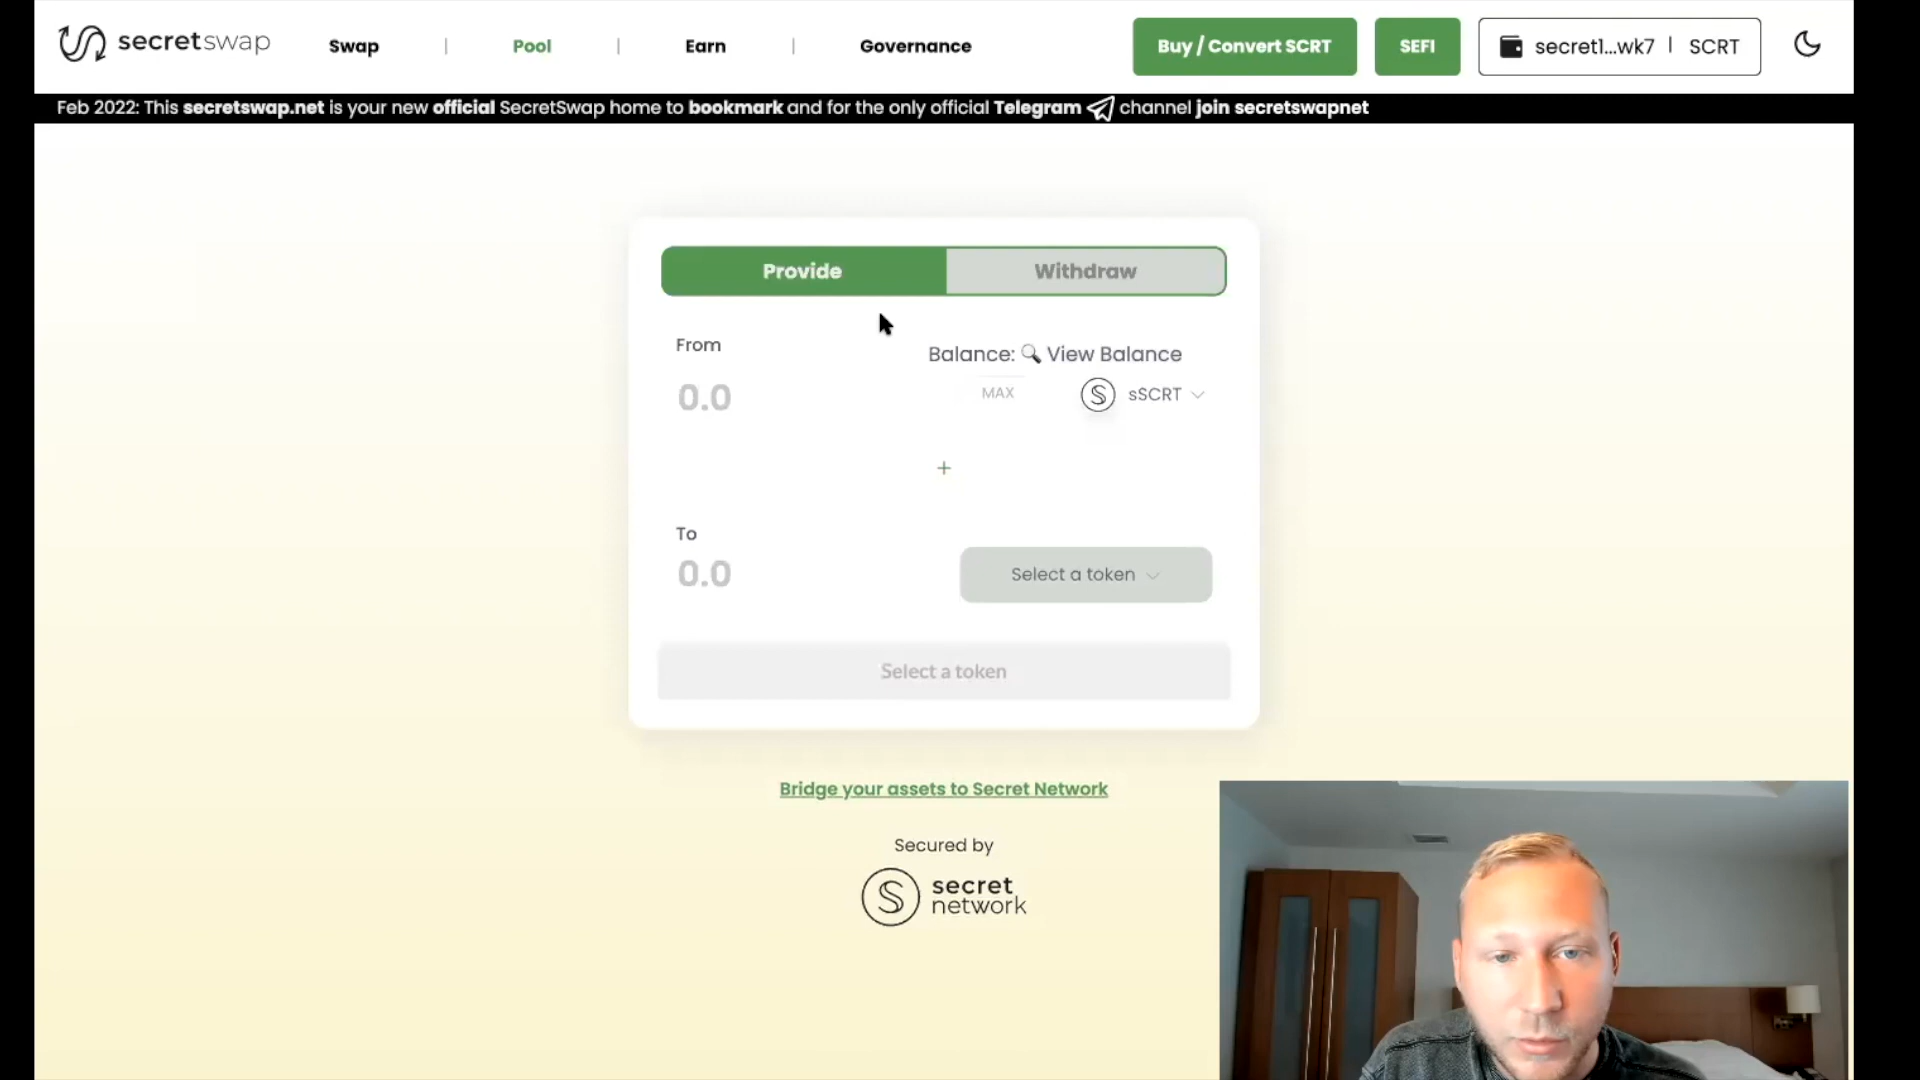 secretswap
Swap | Pool | Earn | Governance
Buy / Convert SCRT
SEFI
secret1...wk7 | SCRT
Feb 2022: This secretswap.net is your new official SecretSwap home to bookmark and for the only official Telegram channel join secretswapnet
Provide
Withdraw
From
Balance: 🔍 View Balance
0.0
MAX
sSCRT
+
To
0.0
Select a token
Select a token
Bridge your assets to Secret Network
Secured by
secret
network